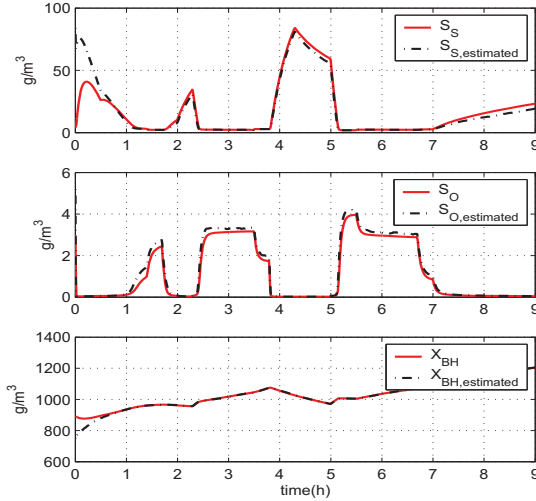 100
50
0
g/m³
S_S
S_S,estimated
0 1 2 3 4 5 6 7 8 9
6
4
2
0
g/m³
S_O
S_O,estimated
0 1 2 3 4 5 6 7 8 9
1400
1200
1000
800
600
g/m³
X_BH
X_BH,estimated
0 1 2 3 4 5 6 7 8 9
time(h)